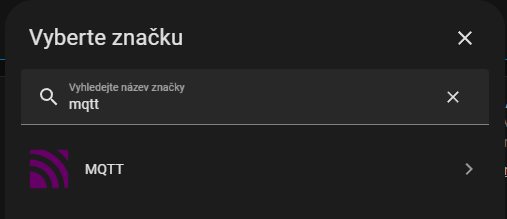 Vyberte značku
Vyhledejte název značky
mqtt
MQTT